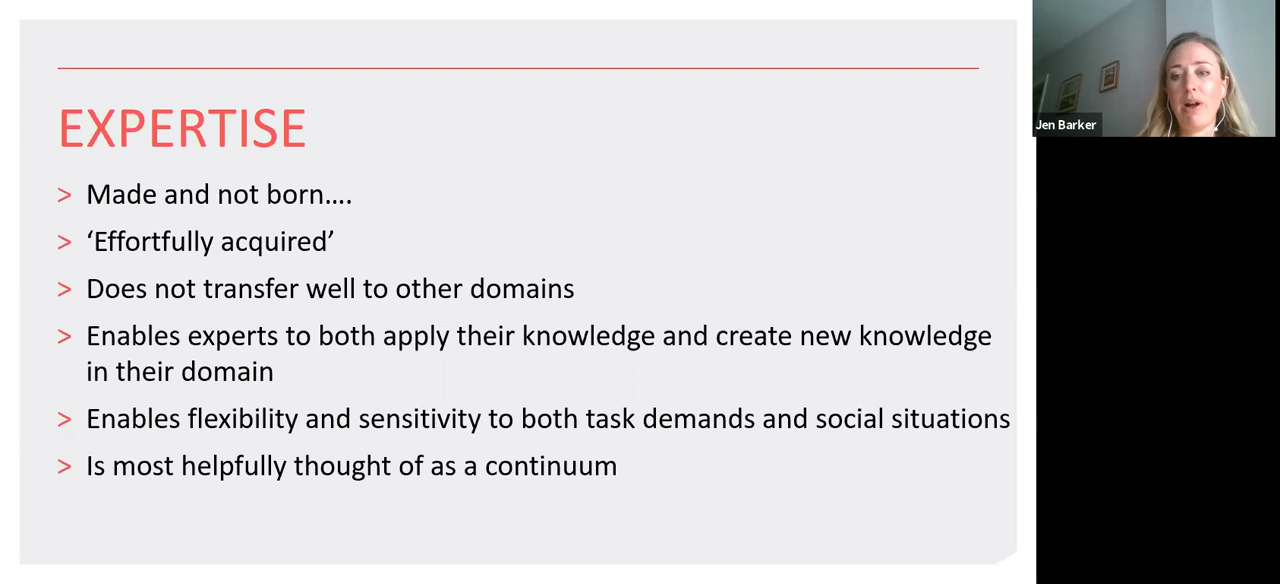 EXPERTISE
> Made and not born....
> ‘Effortfully acquired’
> Does not transfer well to other domains
> Enables experts to both apply their knowledge and create new knowledge
in their domain
> Enables flexibility and sensitivity to both task demands and social situations
> Is most helpfully thought of as a continuum
Jen Barker